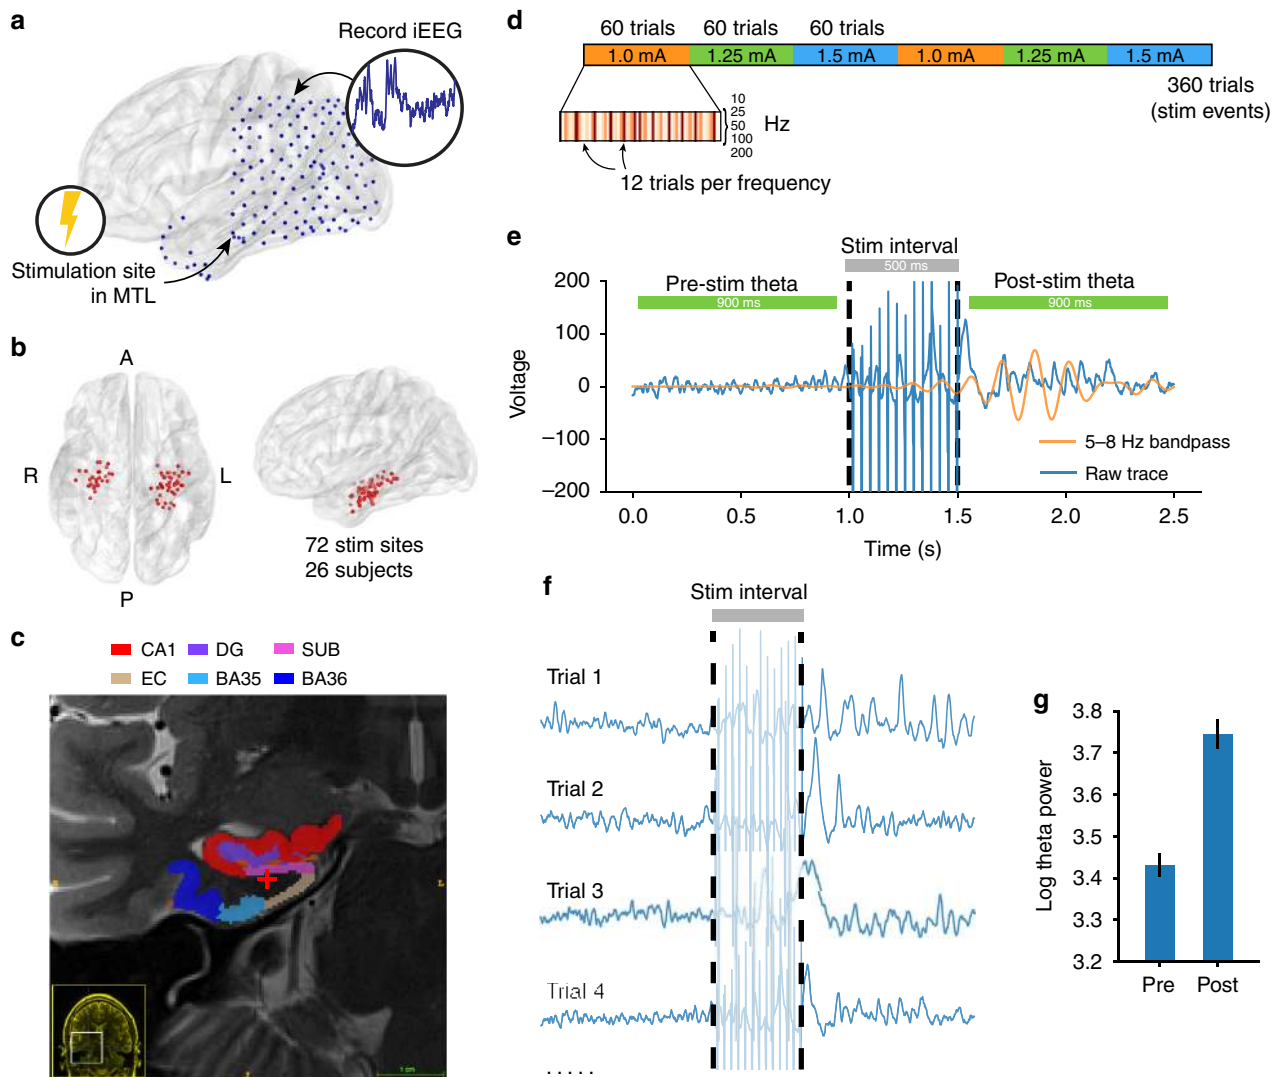 a
Record iEEG
Stimulation site
in MTL
b
A
R
L
P
72 stim sites
26 subjects
c
CA1
DG
SUB
EC
BA35
BA36
1 cm
d
60 trials
60 trials
60 trials
1.0 mA
1.25 mA
1.5 mA
1.0 mA
1.25 mA
1.5 mA
360 trials
(stim events)
10
25
50
100
200
Hz
12 trials per frequency
e
Stim interval
500 ms
Pre-stim theta
900 ms
Post-stim theta
900 ms
200
100
0
−100
−200
Voltage
5–8 Hz bandpass
Raw trace
0.0
0.5
1.0
1.5
2.0
2.5
Time (s)
f
Stim interval
Trial 1
Trial 2
Trial 3
Trial 4
.....
g
3.8
3.7
3.6
3.5
3.4
3.3
3.2
Log theta power
Pre
Post